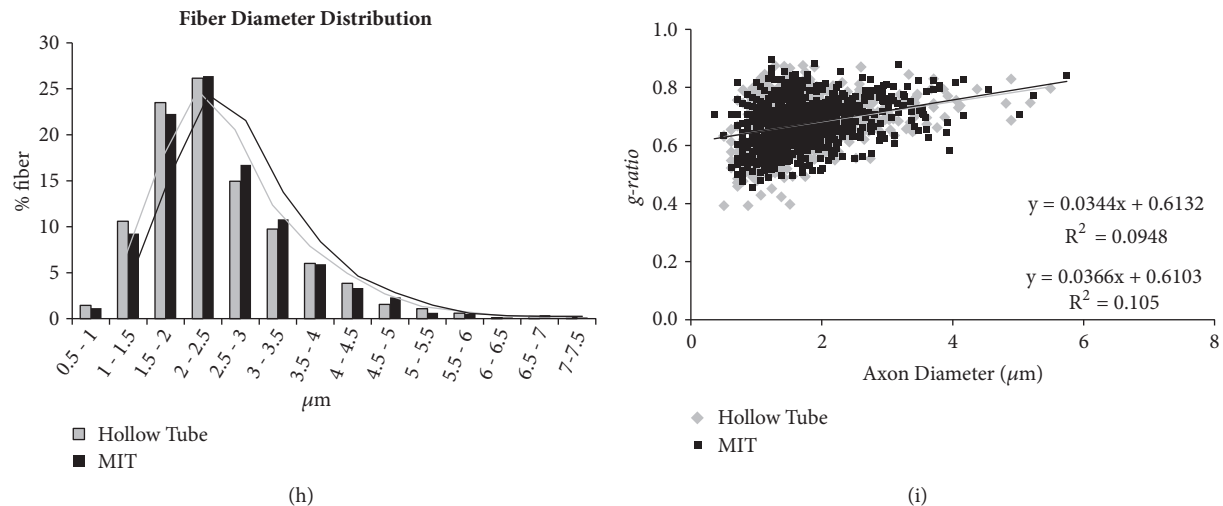 Fiber Diameter Distribution
30
25
20
15
10
5
0
% fiber
0.5 - 1
1 - 1.5
1.5 - 2
2 - 2.5
2.5 - 3
3 - 3.5
3.5 - 4
4 - 4.5
4.5 - 5
5 - 5.5
5.5 - 6
6 - 6.5
6.5 - 7
7-7.5
μm
Hollow Tube
MIT
(h)
1.0
0.8
0.6
0.4
0.2
0.0
g-ratio
y = 0.0344x + 0.6132
R² = 0.0948
y = 0.0366x + 0.6103
R² = 0.105
0 2 4 6 8
Axon Diameter (μm)
Hollow Tube
MIT
(i)